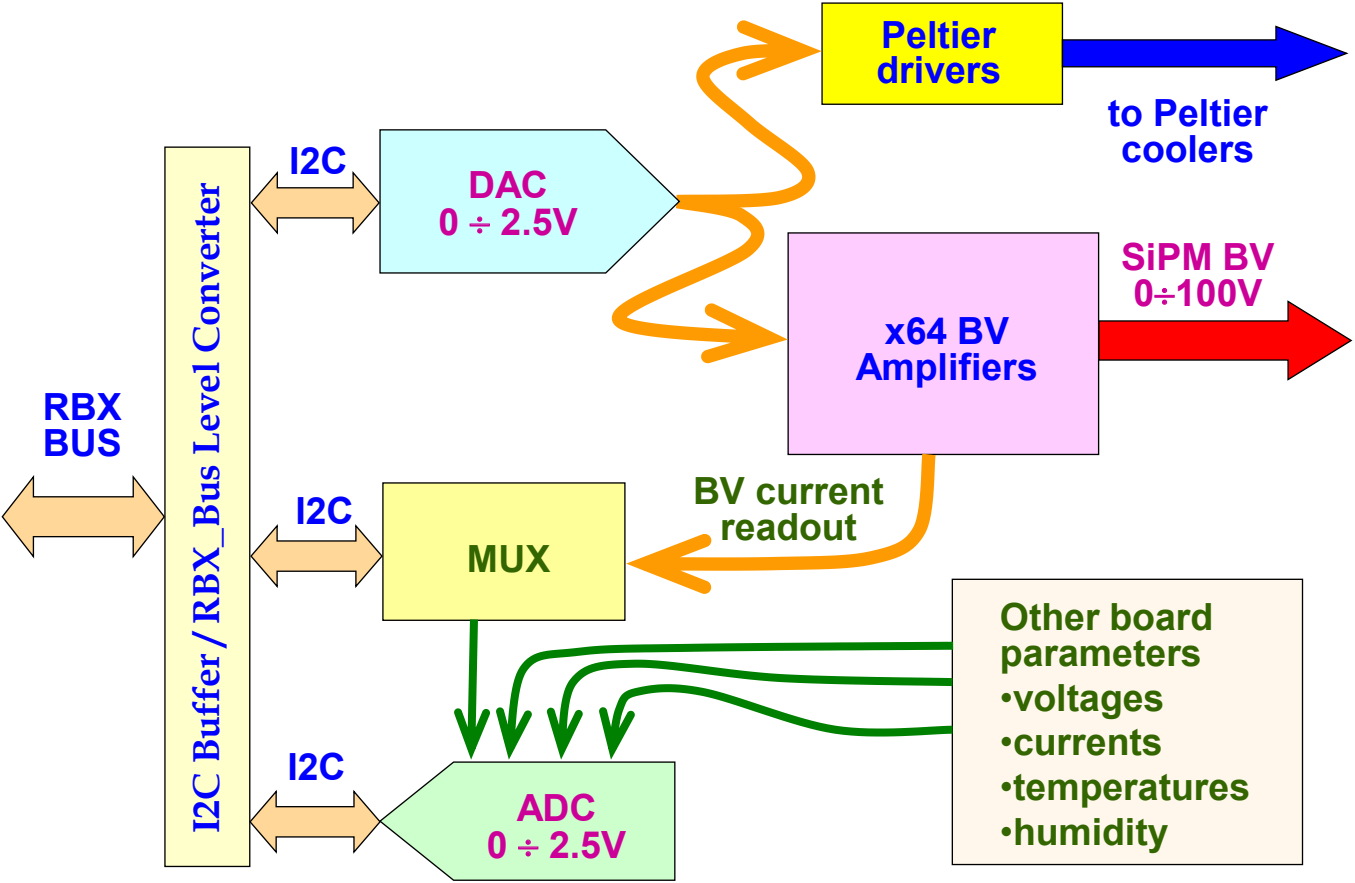 Peltier
drivers
to Peltier
coolers
I2C
DAC
0 ÷ 2.5V
SiPM BV
0÷100V
x64 BV
Amplifiers
RBX
BUS
I2C Buffer / RBX_Bus Level Converter
I2C
MUX
BV current
readout
Other board
parameters
•voltages
•currents
•temperatures
•humidity
I2C
ADC
0 ÷ 2.5V